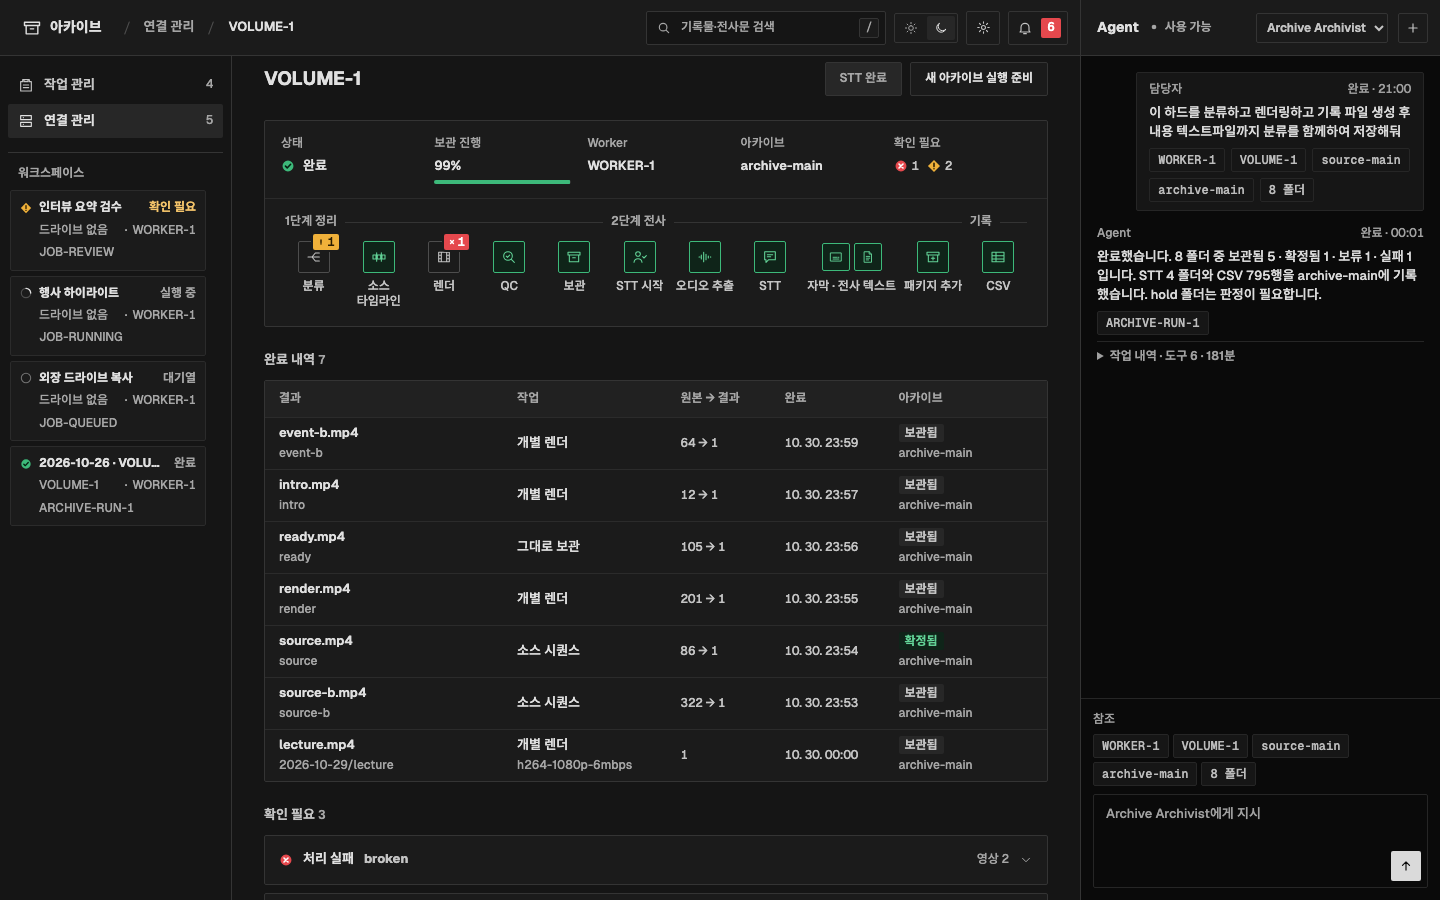 아카이브 / 연결 관리 / VOLUME-1
기록물·전사문 검색 /
6
Agent • 사용 가능
Archive Archivist
작업 관리 4
연결 관리 5
워크스페이스
인터뷰 요약 검수 확인 필요
드라이브 없음 · WORKER-1
JOB-REVIEW
행사 하이라이트 실행 중
드라이브 없음 · WORKER-1
JOB-RUNNING
외장 드라이브 복사 대기열
드라이브 없음 · WORKER-1
JOB-QUEUED
2026-10-26 · VOLU... 완료
VOLUME-1 · WORKER-1
ARCHIVE-RUN-1
VOLUME-1
STT 완료
새 아카이브 실행 준비
상태 보관 진행 Worker 아카이브 확인 필요
완료 99% WORKER-1 archive-main 1 2
1단계 정리 2단계 전사 기록
1 1
분류 소스 타임라인 렌더 QC 보관 STT 시작 오디오 추출 STT 자막 · 전사 텍스트 패키지 추가 CSV
완료 내역 7
결과 작업 원본 → 결과 완료 아카이브
event-b.mp4 개별 렌더 64 → 1 10. 30. 23:59 보관됨
event-b archive-main
intro.mp4 개별 렌더 12 → 1 10. 30. 23:57 보관됨
intro archive-main
ready.mp4 그대로 보관 105 → 1 10. 30. 23:56 보관됨
ready archive-main
render.mp4 개별 렌더 201 → 1 10. 30. 23:55 보관됨
render archive-main
source.mp4 소스 시퀀스 86 → 1 10. 30. 23:54 확정됨
source archive-main
source-b.mp4 소스 시퀀스 322 → 1 10. 30. 23:53 보관됨
source-b archive-main
lecture.mp4 개별 렌더 1 10. 30. 00:00 보관됨
2026-10-29/lecture h264-1080p-6mbps archive-main
확인 필요 3
처리 실패 broken 영상 2
담당자 완료 · 21:00
이 하드를 분류하고 렌더링하고 기록 파일 생성 후
내용 텍스트파일까지 분류를 함께하여 저장해둬
WORKER-1 VOLUME-1 source-main
archive-main 8 폴더
Agent 완료 · 00:01
완료했습니다. 8 폴더 중 보관됨 5 · 확정됨 1 · 보류 1 · 실패 1
입니다. STT 4 폴더와 CSV 795행을 archive-main에 기록
했습니다. hold 폴더는 판정이 필요합니다.
ARCHIVE-RUN-1
작업 내역 · 도구 6 · 181분
참조
WORKER-1 VOLUME-1 source-main
archive-main 8 폴더
Archive Archivist에게 지시